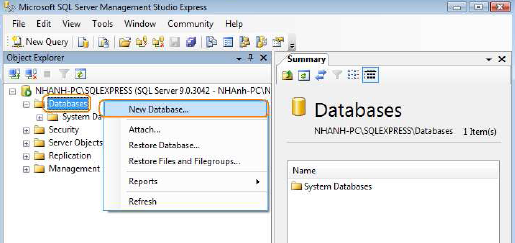 Microsoft SQL Server Management Studio Express
File Edit View Tools Window Community Help
New Query
Object Explorer
NHANH-PC\SQLEXPRESS (SQL Server 9.0.3042 - NHAnh-PC\N
Databases
System Da
Security
Server Objects
Replication
Management
New Database...
Attach...
Restore Database...
Restore Files and Filegroups...
Reports
Refresh
Summary
Databases
NHANH-PC\SQLEXPRESS\Databases 1 Item(s)
Name
System Databases